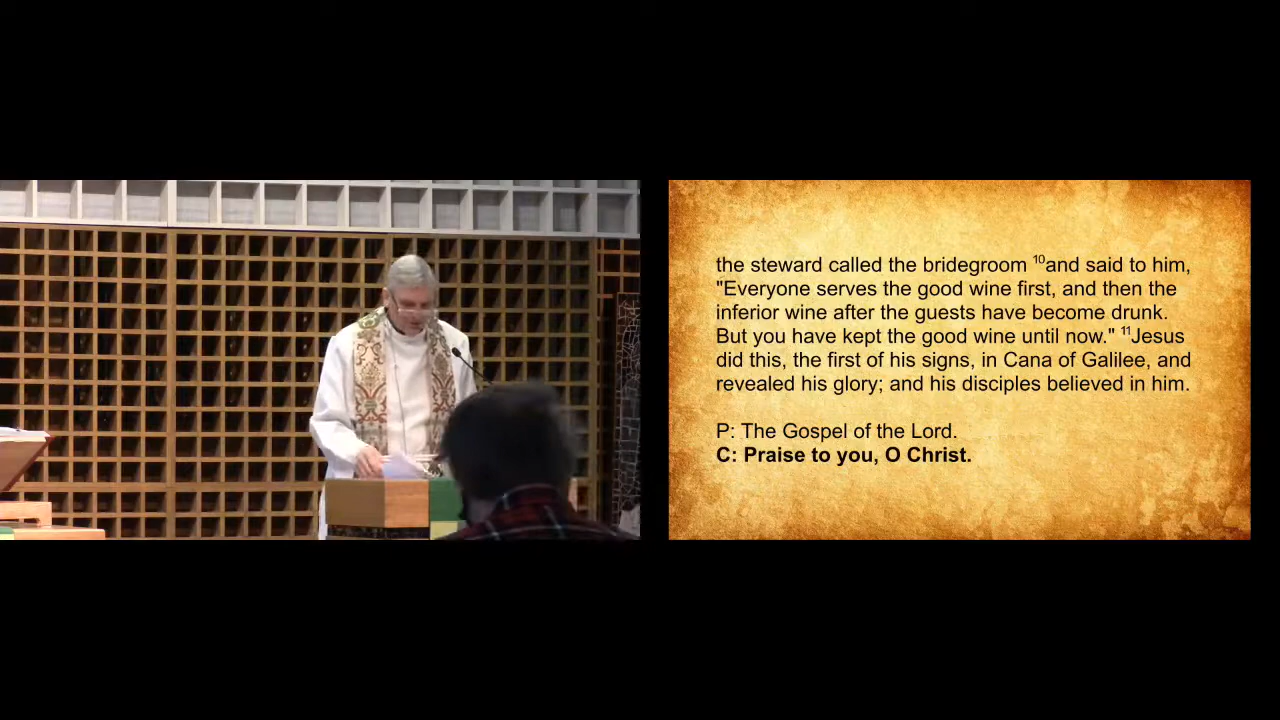 the steward called the bridegroom ¹⁰and said to him,
"Everyone serves the good wine first, and then the
inferior wine after the guests have become drunk.
But you have kept the good wine until now." ¹¹Jesus
did this, the first of his signs, in Cana of Galilee, and
revealed his glory; and his disciples believed in him.
P: The Gospel of the Lord.
C: Praise to you, O Christ.